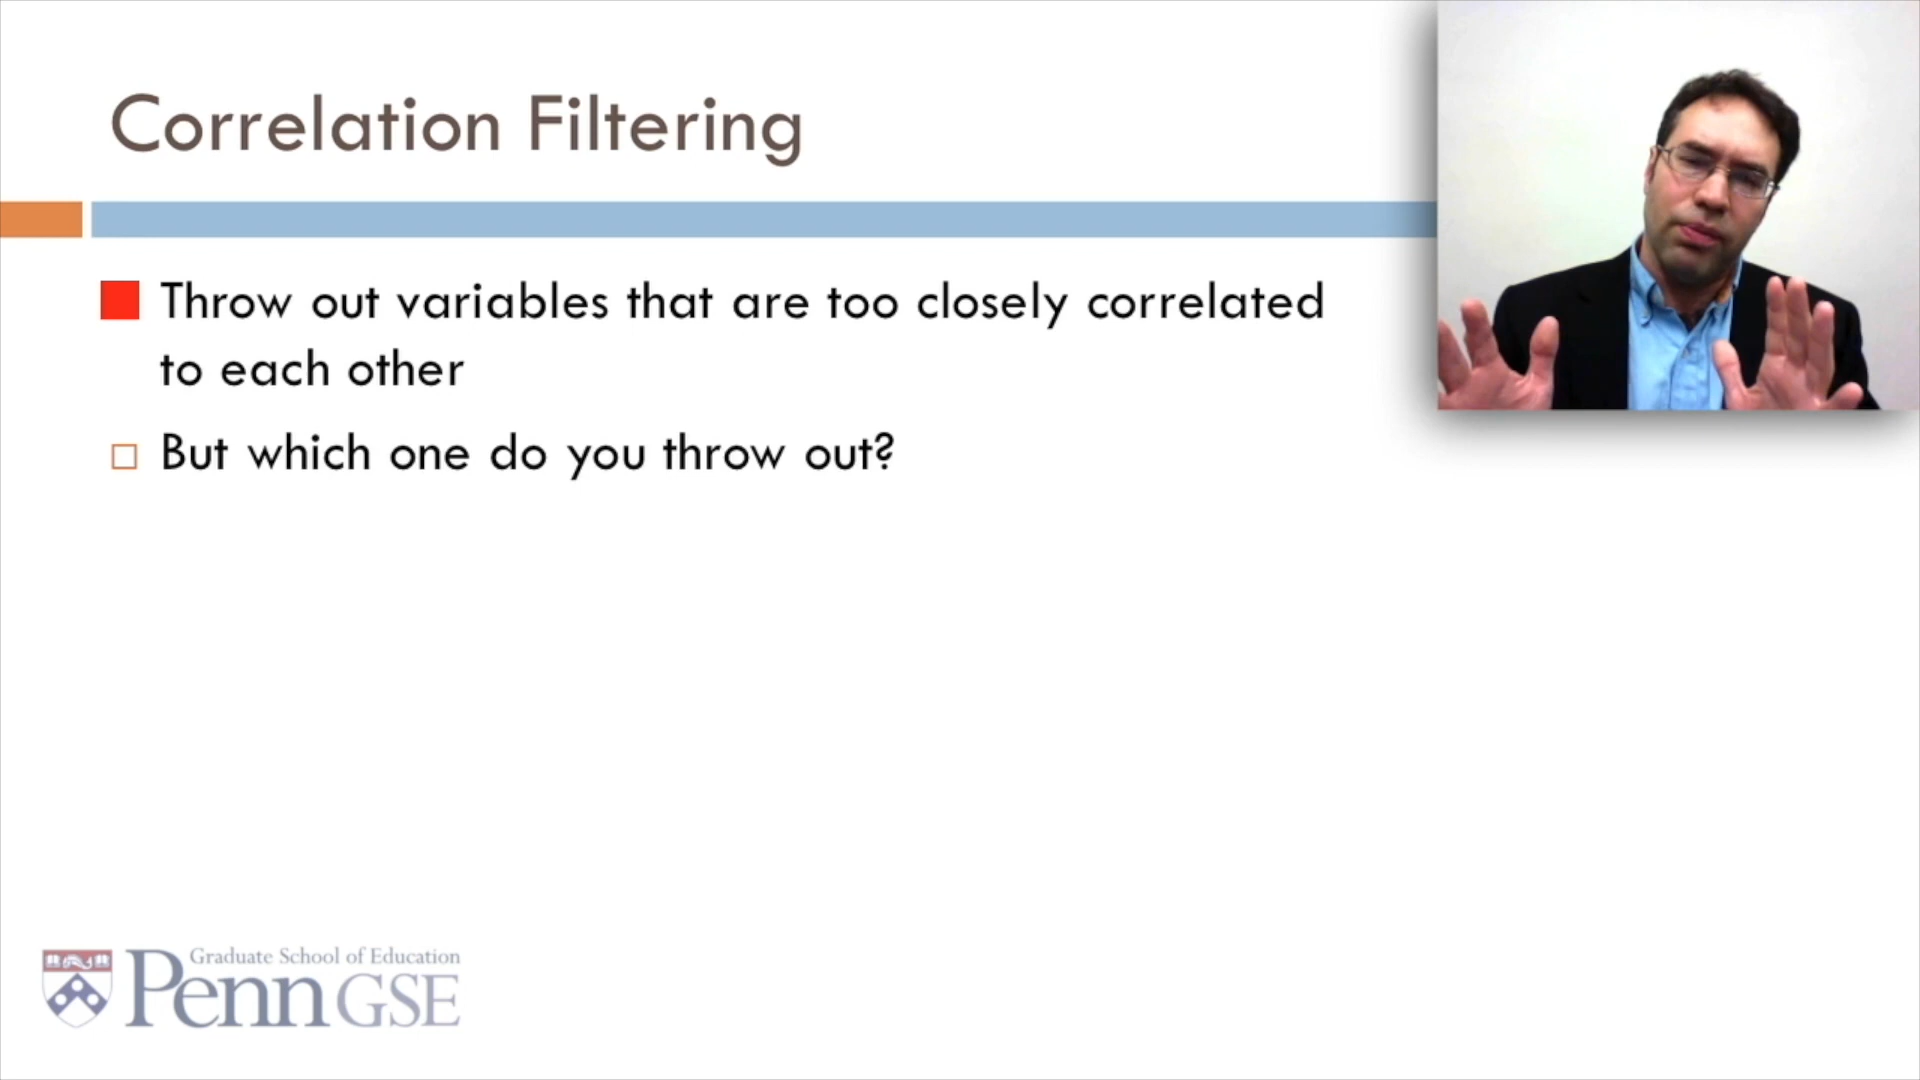 Correlation Filtering
Throw out variables that are too closely correlated
to each other
But which one do you throw out?
Graduate School of Education
Penn GSE